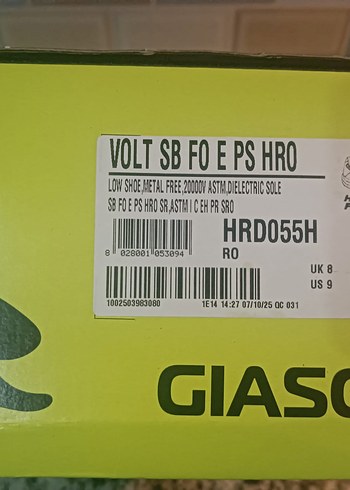 VOLT SB FO E PS HRO
LOW SHOE,METAL FREE,20000V ASTM,DIELECTRIC SOLE
SB FO E PS HRO SR,ASTM I C EH PR SRO
HRD055H
RO
8 028001 053094
UK 8
US 9
1002503983080
1E14 14:27 07/10/25 QC 031
GIASC